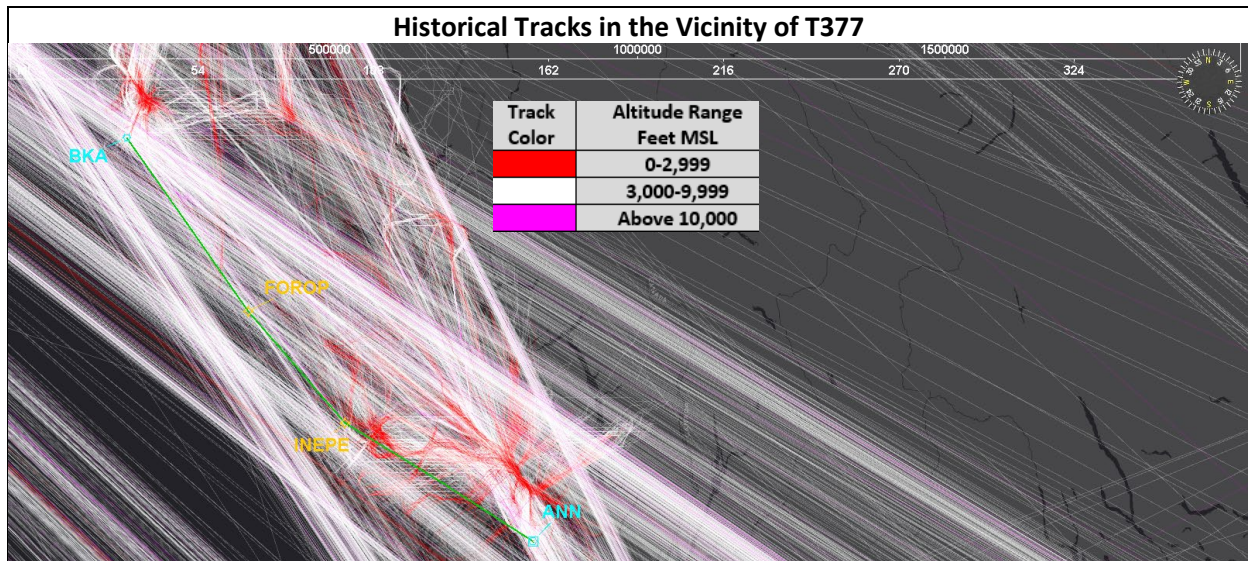 Historical Tracks in the Vicinity of T377
500000 1000000 1500000
54 108 162 216 270 324
Track Color Altitude Range Feet MSL
0-2,999
3,000-9,999
Above 10,000
BKA
FOROP
INEPE
ANN
N
E
S
W